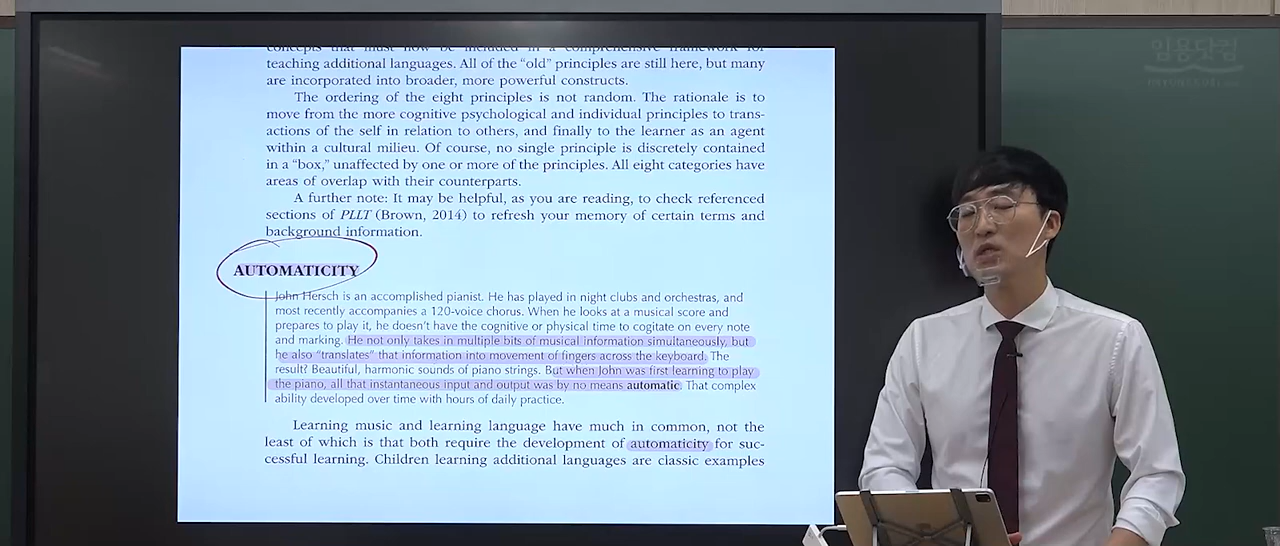 concepts that must now be included in a comprehensive framework for
teaching additional languages. All of the “old” principles are still here, but many
are incorporated into broader, more powerful constructs.
The ordering of the eight principles is not random. The rationale is to
move from the more cognitive psychological and individual principles to trans-
actions of the self in relation to others, and finally to the learner as an agent
within a cultural milieu. Of course, no single principle is discretely contained
in a “box,” unaffected by one or more of the principles. All eight categories have
areas of overlap with their counterparts.
A further note: It may be helpful, as you are reading, to check referenced
sections of PLLT (Brown, 2014) to refresh your memory of certain terms and
background information.
AUTOMATICITY
John Hersch is an accomplished pianist. He has played in night clubs and orchestras, and
most recently accompanies a 120-voice chorus. When he looks at a musical score and
prepares to play it, he doesn’t have the cognitive or physical time to cogitate on every note
and marking. He not only takes in multiple bits of musical information simultaneously, but
he also “translates” that information into movement of fingers across the keyboard. The
result? Beautiful, harmonic sounds of piano strings. But when John was first learning to play
the piano, all that instantaneous input and output was by no means automatic. That complex
ability developed over time with hours of daily practice.
Learning music and learning language have much in common, not the
least of which is that both require the development of automaticity for suc-
cessful learning. Children learning additional languages are classic examples
임용닷컴